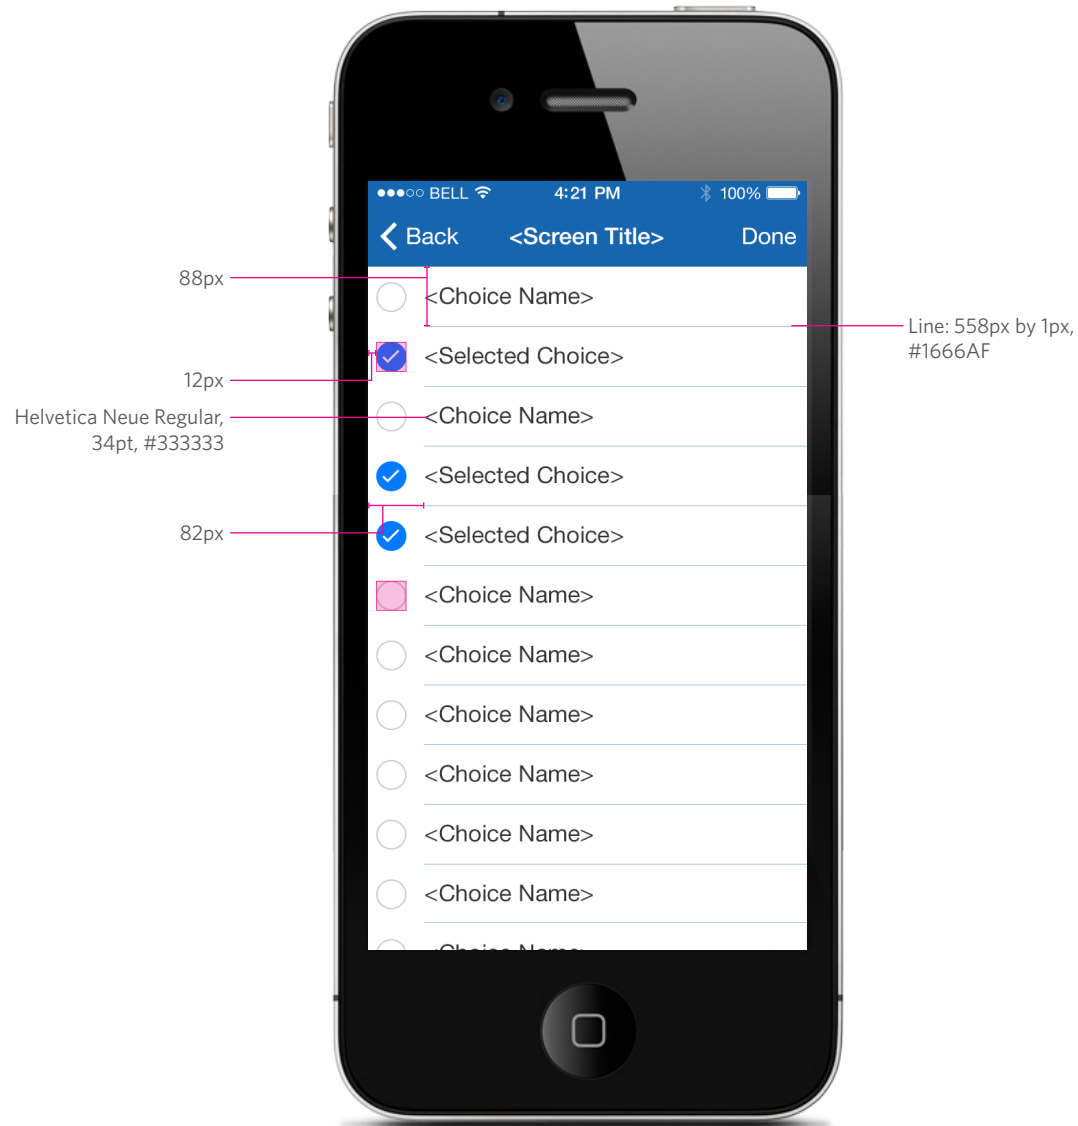 BELL 4:21 PM 100%
Back <Screen Title> Done
88px
<Choice Name>
Line: 558px by 1px,
#1666AF
<Selected Choice>
12px
Helvetica Neue Regular,
34pt, #333333
<Choice Name>
<Selected Choice>
82px
<Selected Choice>
<Choice Name>
<Choice Name>
<Choice Name>
<Choice Name>
<Choice Name>
<Choice Name>
<Choice Name>